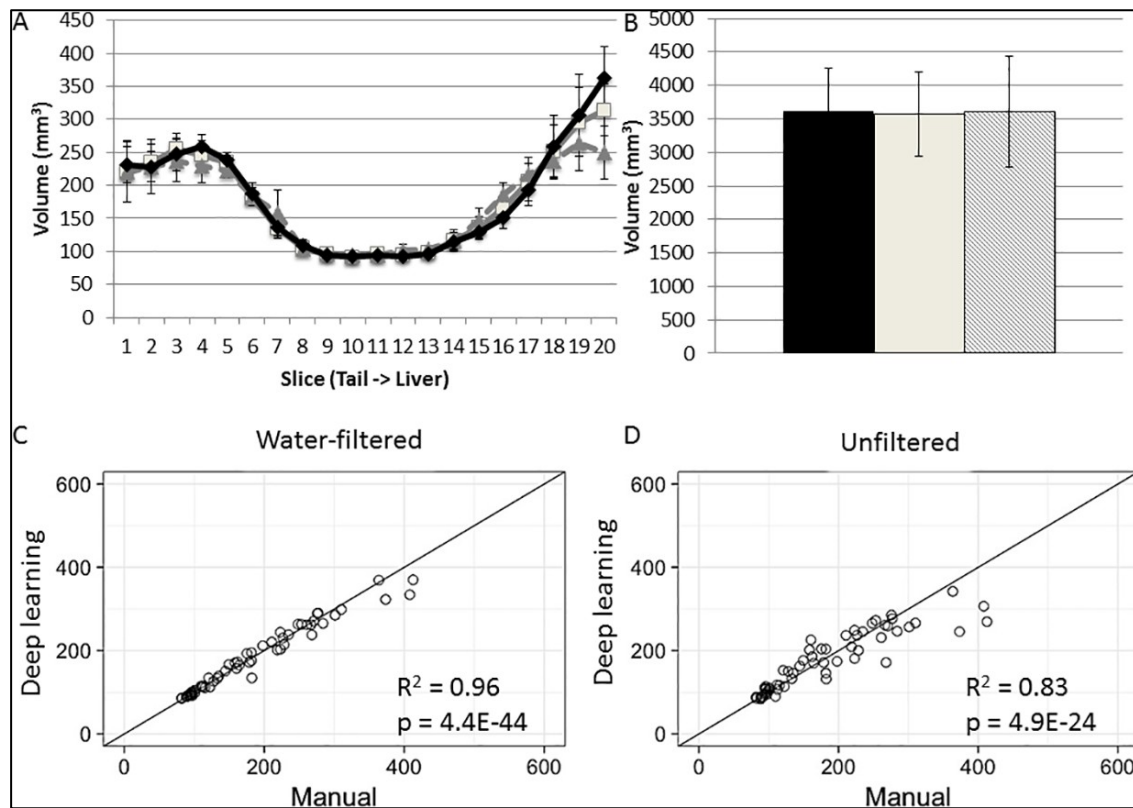 A
450
400
350
300
250
200
150
100
50
0
Volume (mm³)
1 2 3 4 5 6 7 8 9 10 11 12 13 14 15 16 17 18 19 20
Slice (Tail -> Liver)
B
5000
4500
4000
3500
3000
2500
2000
1500
1000
500
0
Volume (mm³)
C
Water-filtered
600
400
200
0
Deep learning
R² = 0.96
p = 4.4E-44
0 200 400 600
Manual
D
Unfiltered
600
400
200
0
Deep learning
R² = 0.83
p = 4.9E-24
0 200 400 600
Manual